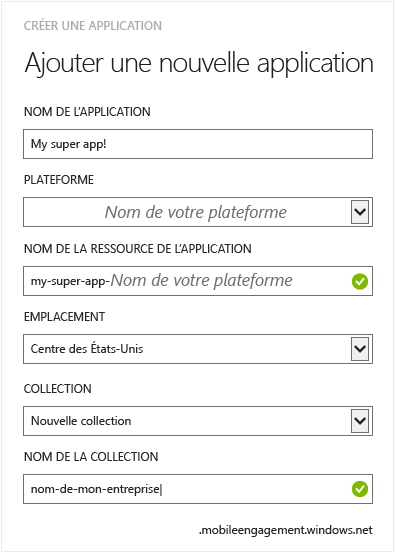 CRÉER UNE APPLICATION
Ajouter une nouvelle application
NOM DE L'APPLICATION
My super app!
PLATEFORME
Nom de votre plateforme
NOM DE LA RESSOURCE DE L'APPLICATION
my-super-app-Nom de votre plateforme
EMPLACEMENT
Centre des États-Unis
COLLECTION
Nouvelle collection
NOM DE LA COLLECTION
nom-de-mon-entreprise
.mobileengagement.windows.net